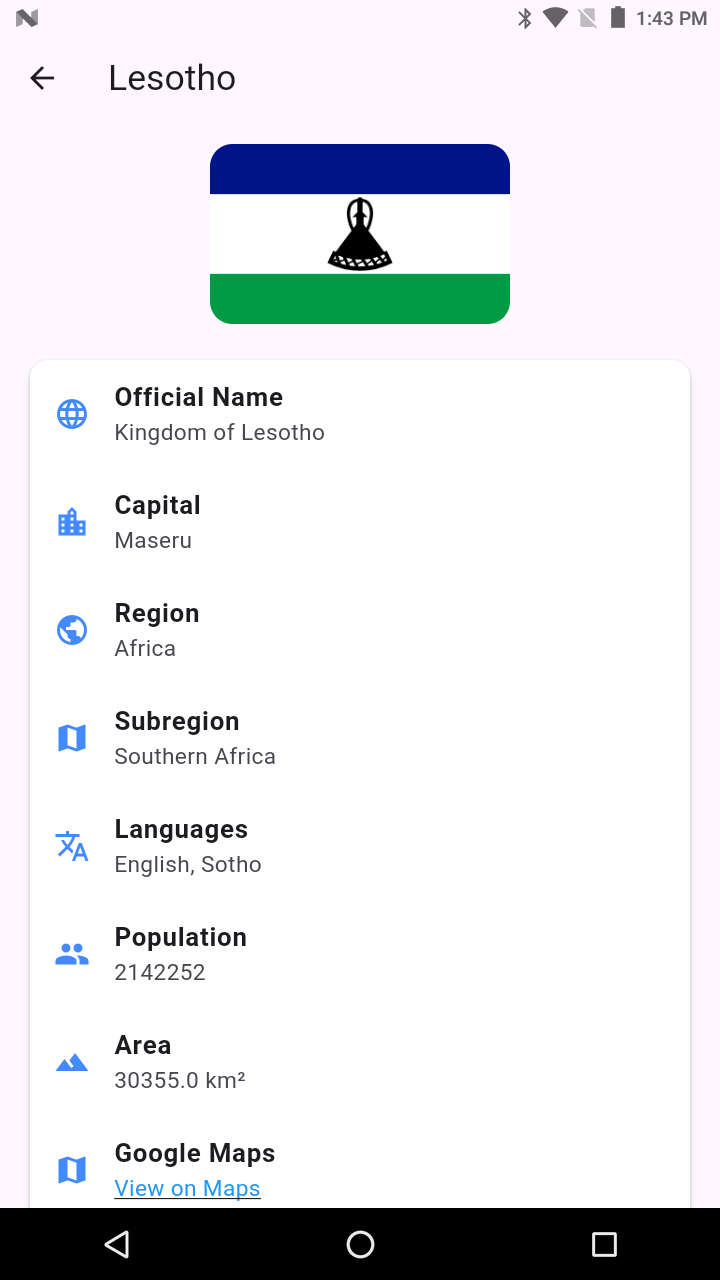 1:43 PM
Lesotho
Official Name
Kingdom of Lesotho
Capital
Maseru
Region
Africa
Subregion
Southern Africa
Languages
English, Sotho
Population
2142252
Area
30355.0 km²
Google Maps
View on Maps